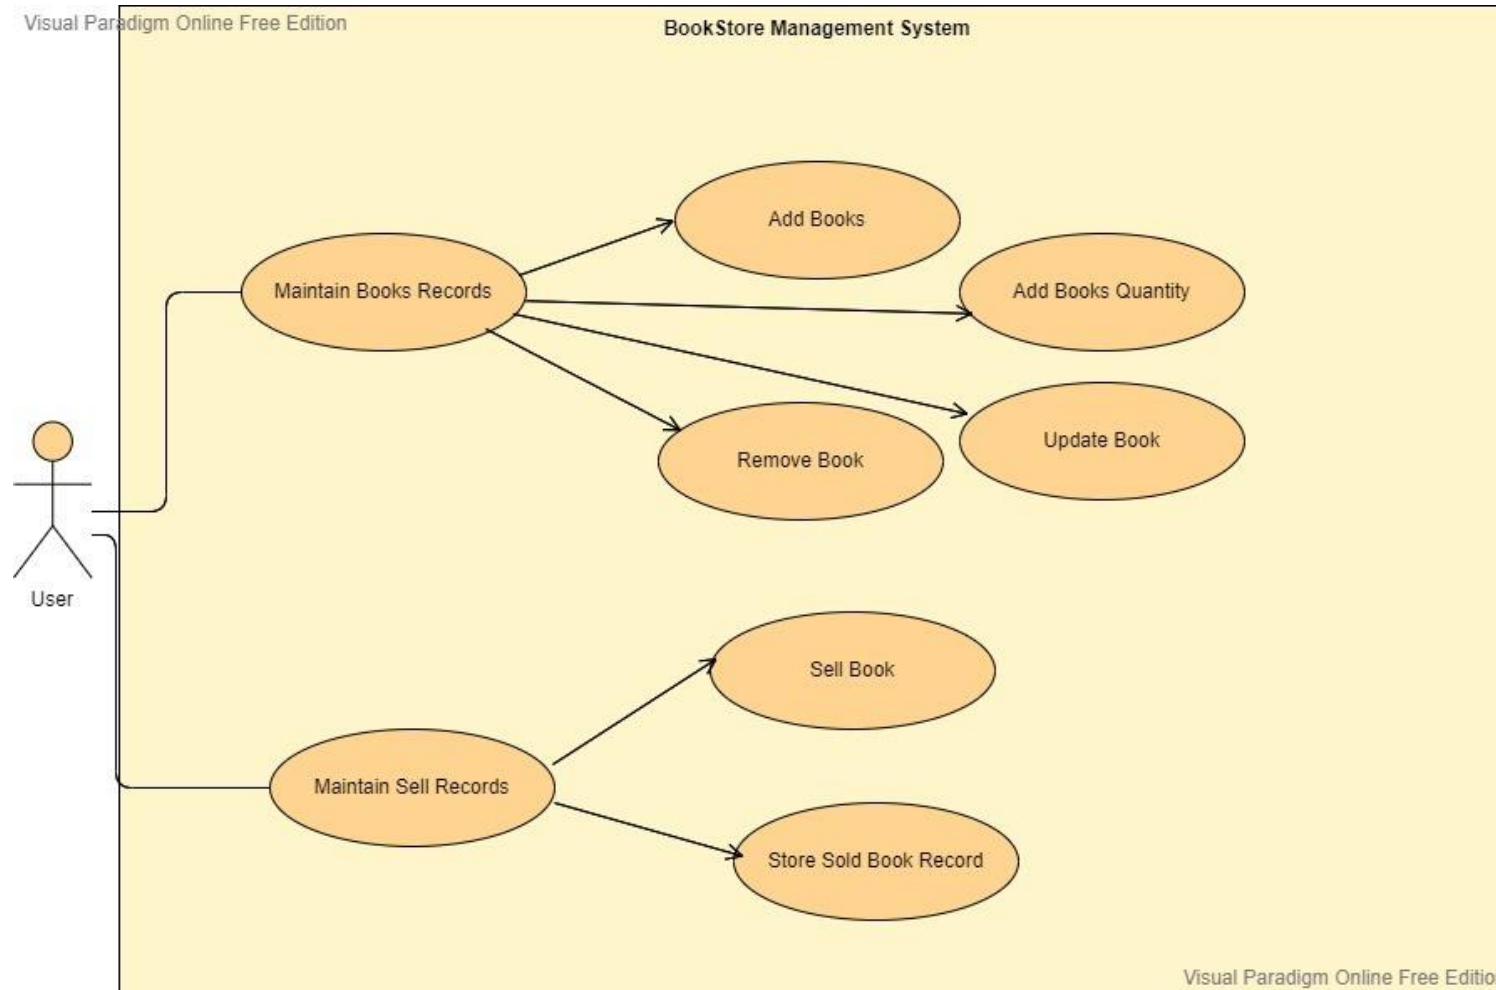 Visual Paradigm Online Free Edition
BookStore Management System
Add Books
Maintain Books Records
Add Books Quantity
Update Book
Remove Book
User
Sell Book
Maintain Sell Records
Store Sold Book Record
Visual Paradigm Online Free Editio